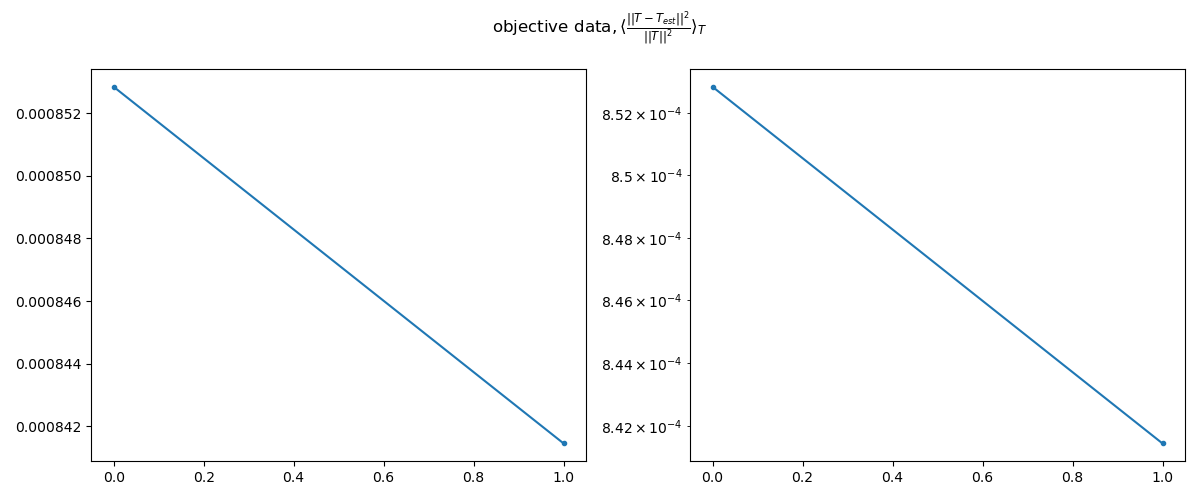 objective data, ⟨||T − T_est||² / ||T||²⟩_T
0.000852
0.000850
0.000848
0.000846
0.000844
0.000842
0.0 0.2 0.4 0.6 0.8 1.0
8.52 × 10⁻⁴
8.5 × 10⁻⁴
8.48 × 10⁻⁴
8.46 × 10⁻⁴
8.44 × 10⁻⁴
8.42 × 10⁻⁴
0.0 0.2 0.4 0.6 0.8 1.0